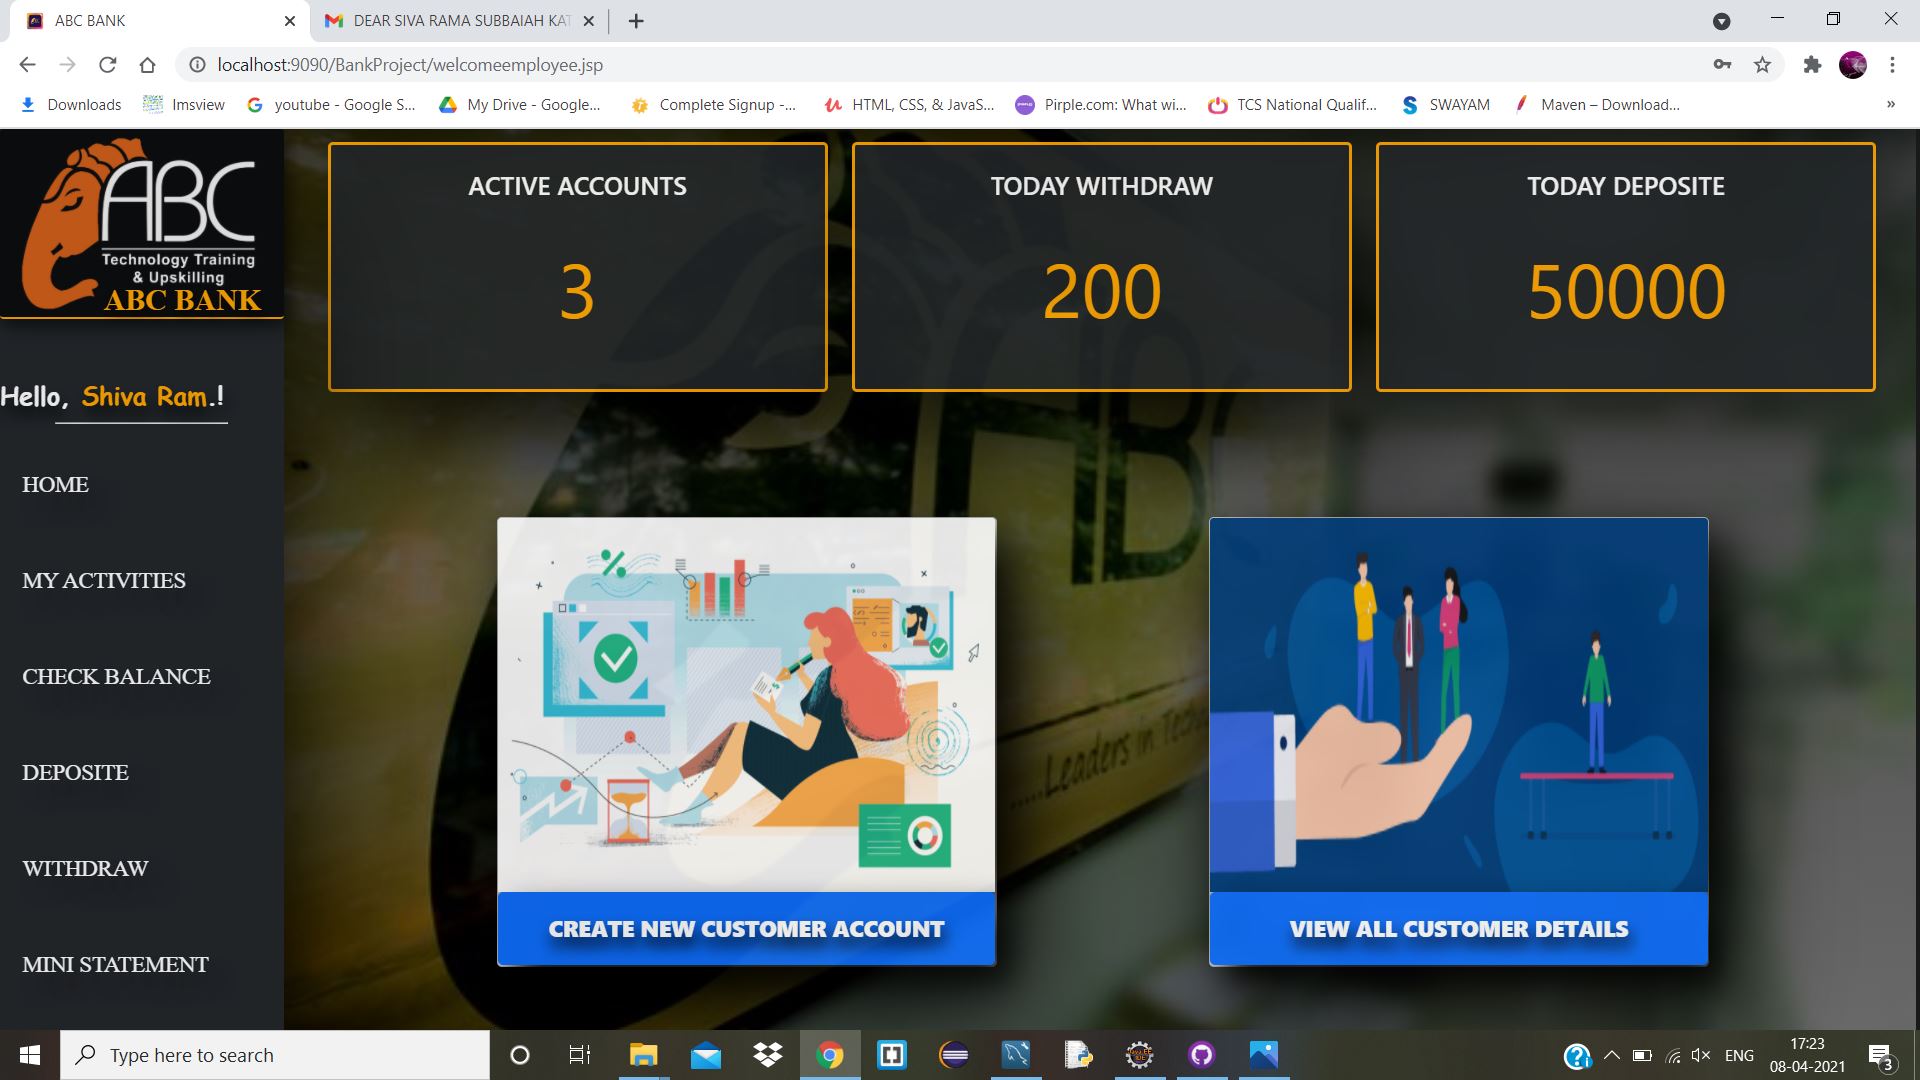 ABC BANK
DEAR SIVA RAMA SUBBAIAH KAT
localhost:9090/BankProject/welcomeemployee.jsp
Downloads
Imsview
youtube - Google S...
My Drive - Google...
Complete Signup -...
HTML, CSS, & JavaS...
Pirple.com: What wi...
TCS National Qualif...
SWAYAM
Maven – Download...
»
ABC
Technology Training
& Upskilling
ABC BANK
ACTIVE ACCOUNTS
3
TODAY WITHDRAW
200
TODAY DEPOSITE
50000
Hello, Shiva Ram.!
HOME
MY ACTIVITIES
CHECK BALANCE
DEPOSITE
WITHDRAW
MINI STATEMENT
.....Leaders in Techn
CREATE NEW CUSTOMER ACCOUNT
VIEW ALL CUSTOMER DETAILS
Type here to search
ENG
17:23
08-04-2021
3